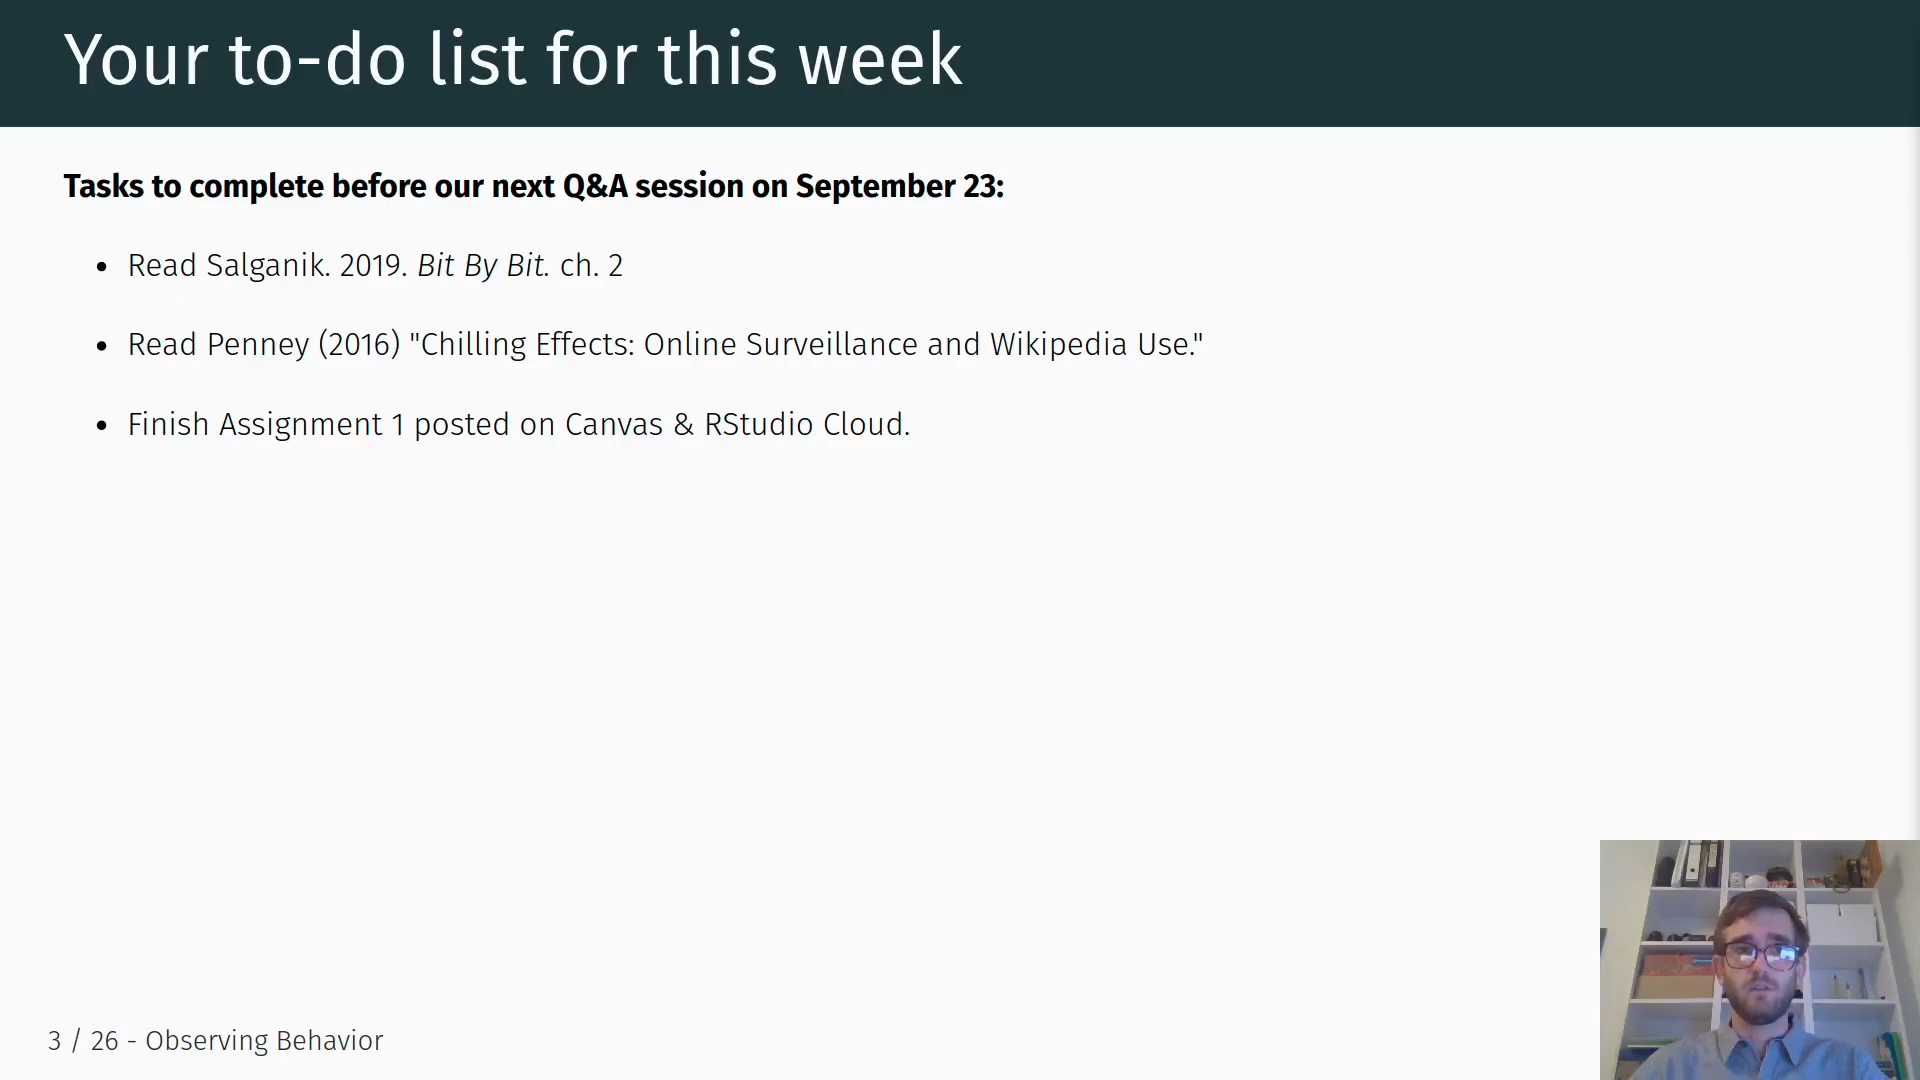 Your to-do list for this week
Tasks to complete before our next Q&A session on September 23:
• Read Salganik. 2019. Bit By Bit. ch. 2
• Read Penney (2016) "Chilling Effects: Online Surveillance and Wikipedia Use."
• Finish Assignment 1 posted on Canvas & RStudio Cloud.
3 / 26 - Observing Behavior